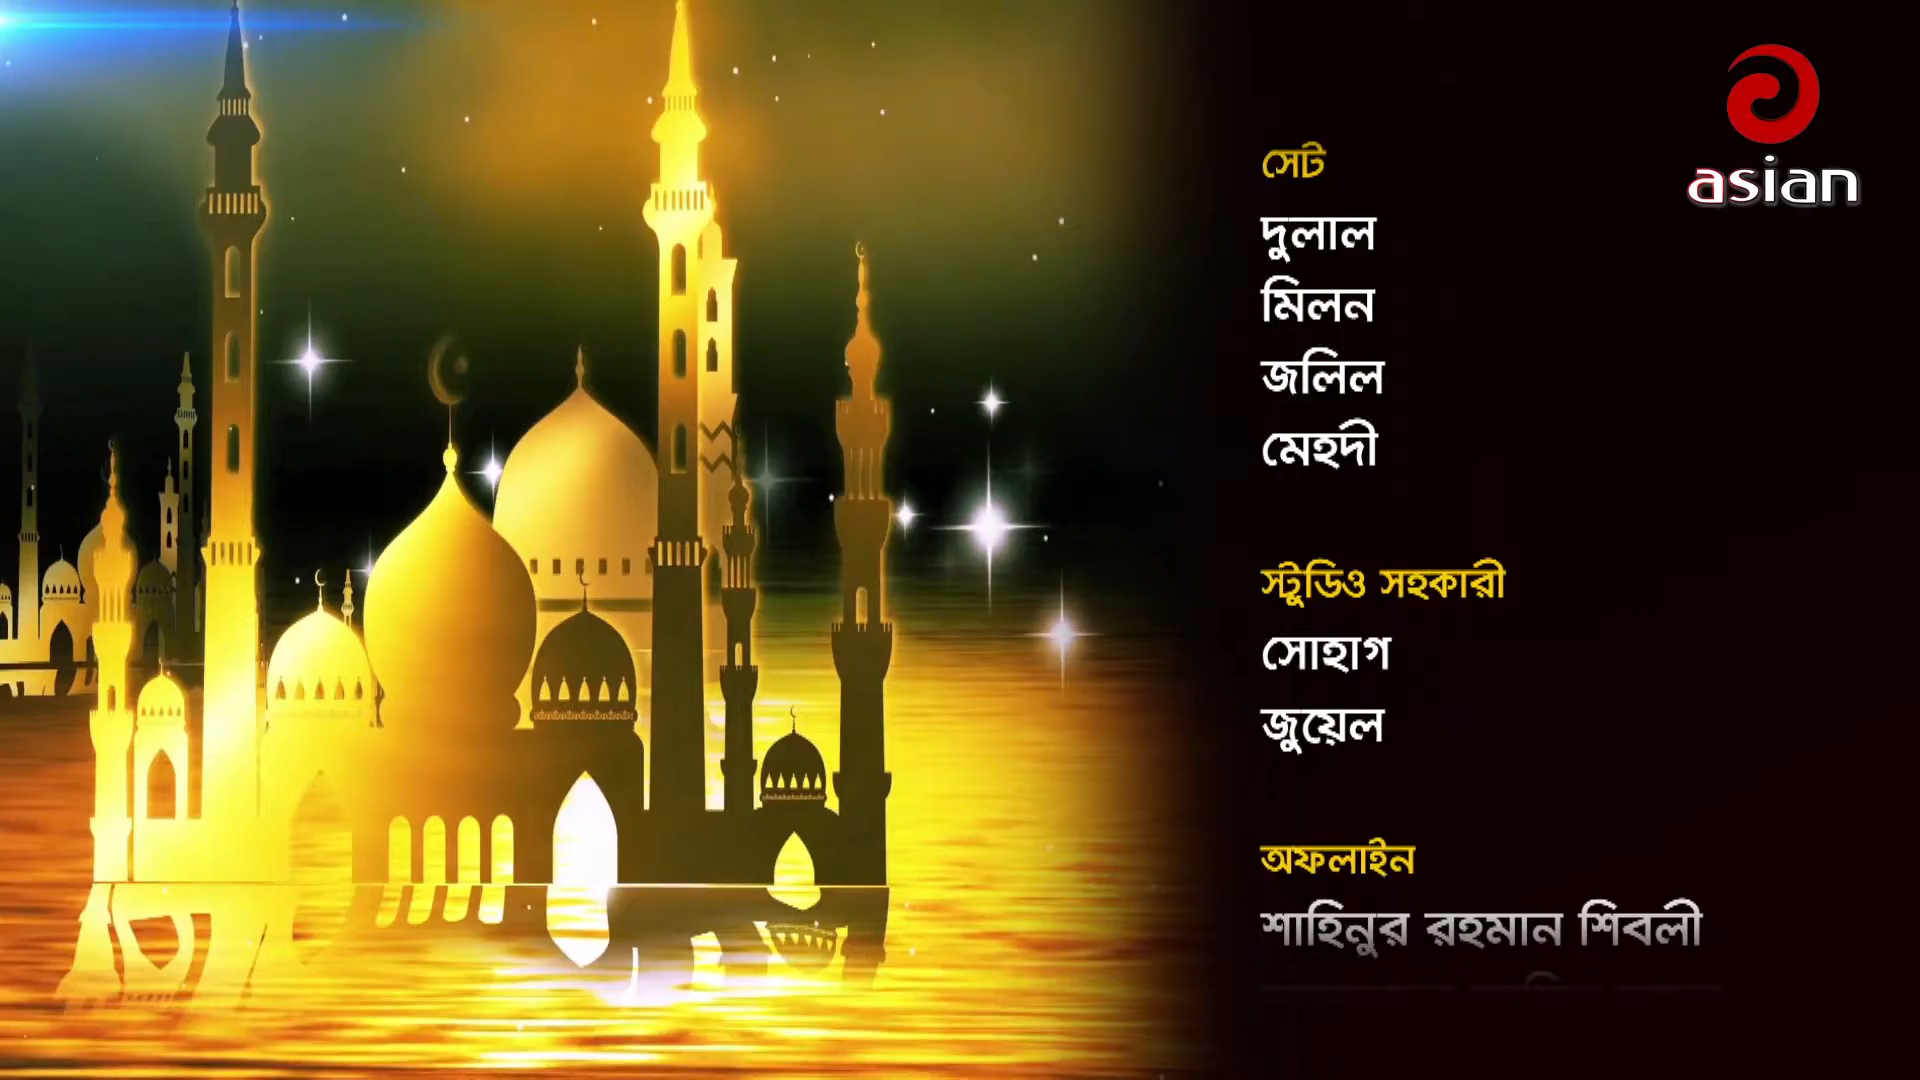 asian
সেট
দুলাল
মিলন
জলিল
মেহদী
স্টুডিও সহকারী
সোহাগ
জুয়েল
অফলাইন
শাহিনুর রহমান শিবলী